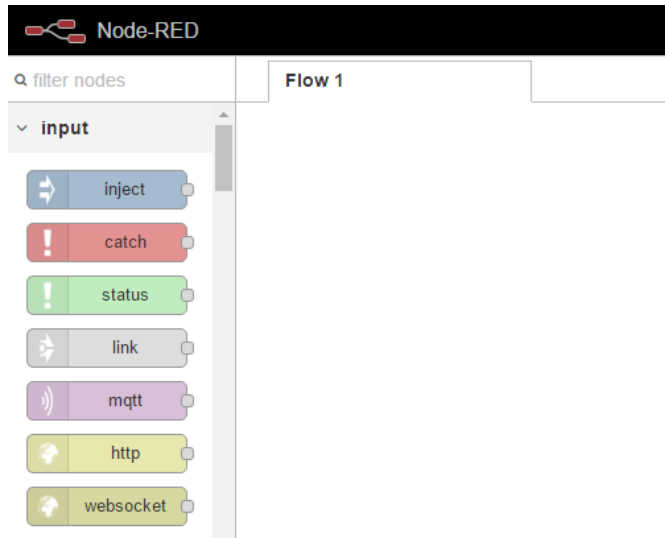 Node-RED
filter nodes
Flow 1
input
inject
catch
status
link
mqtt
http
websocket